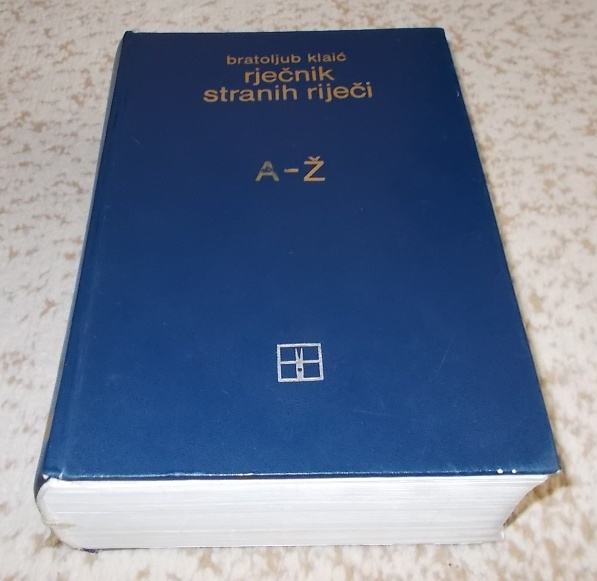 bratoljub klaić
rječnik
stranih riječi
A-Ž